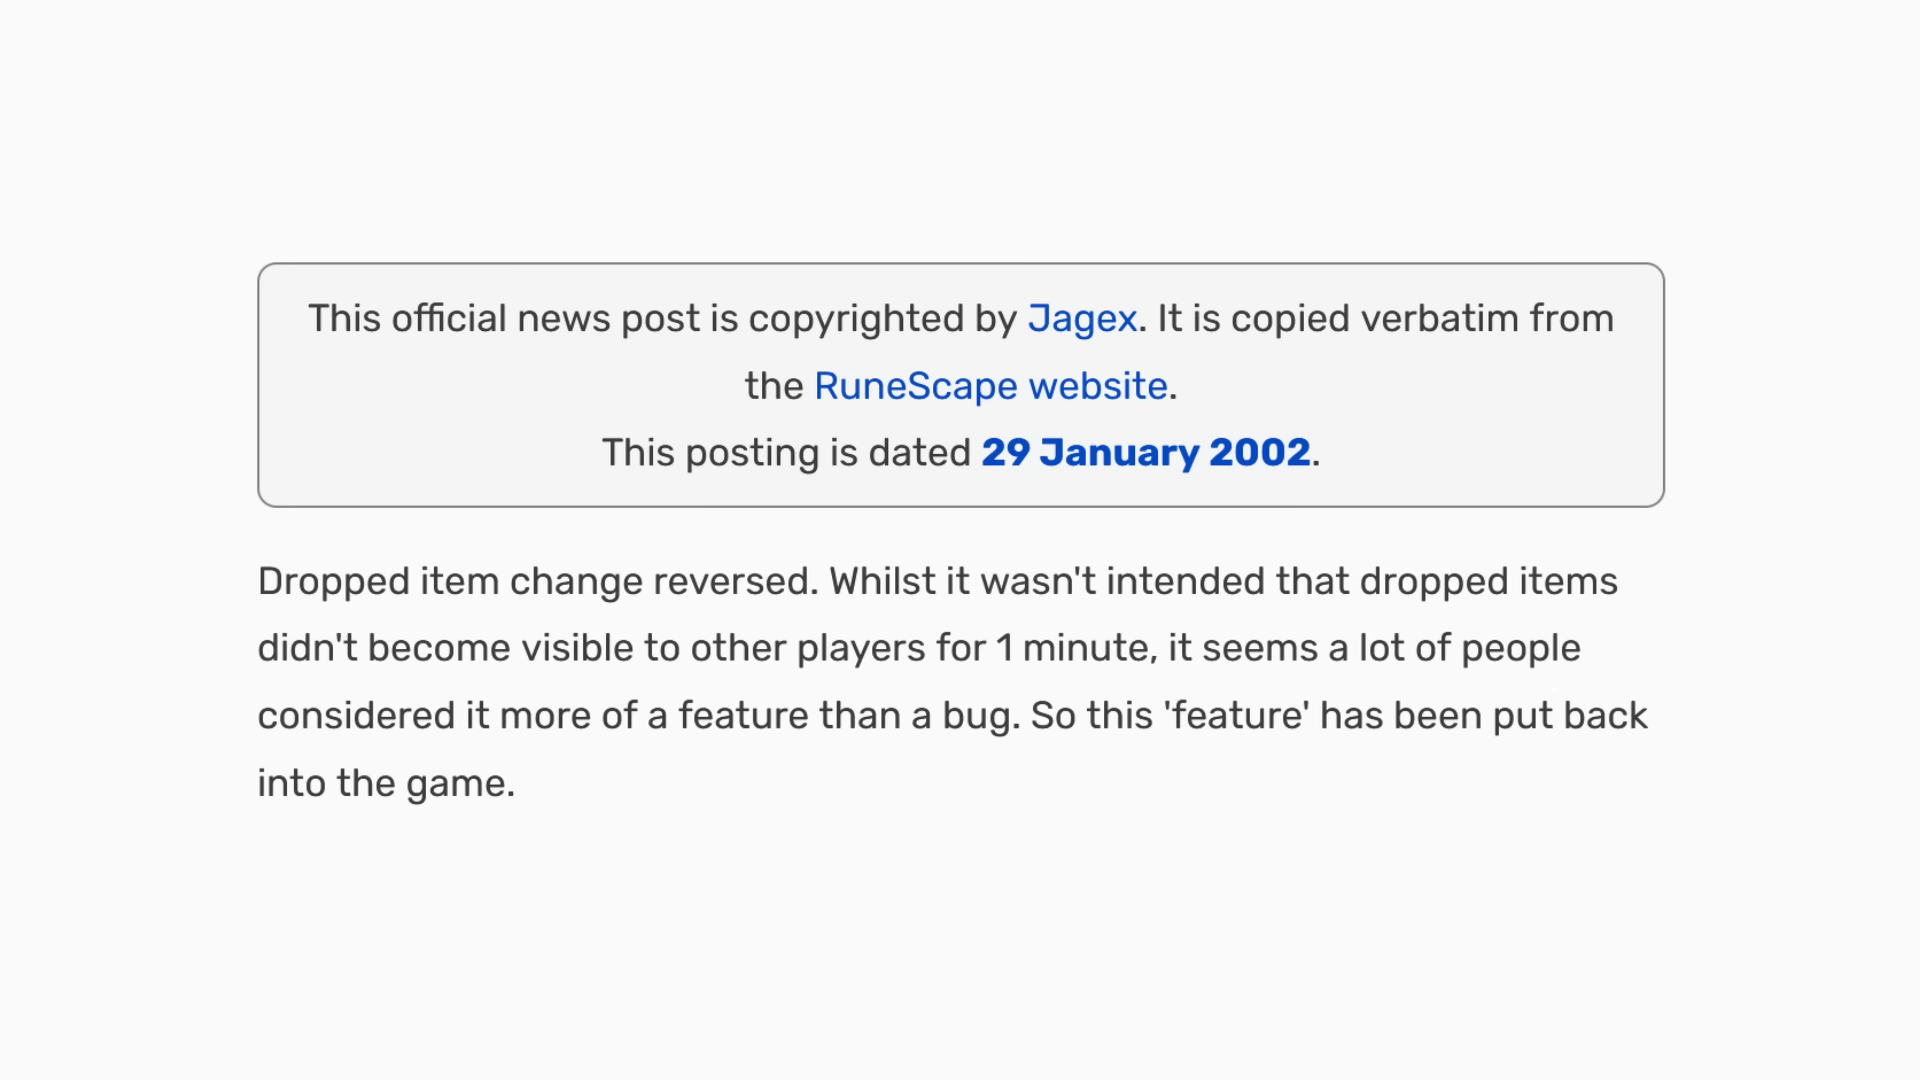 This official news post is copyrighted by Jagex. It is copied verbatim from
the RuneScape website.
This posting is dated 29 January 2002.
Dropped item change reversed. Whilst it wasn't intended that dropped items
didn't become visible to other players for 1 minute, it seems a lot of people
considered it more of a feature than a bug. So this 'feature' has been put back
into the game.